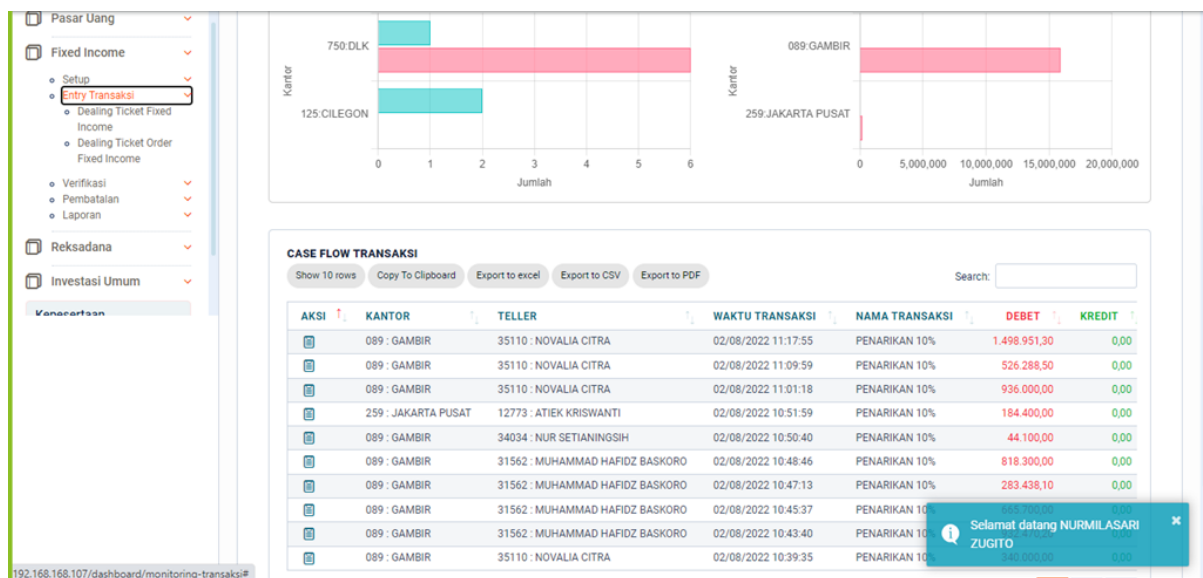 Pasar Uang
Fixed Income
Setup
Entry Transaksi
Dealing Ticket Fixed
Income
Dealing Ticket Order
Fixed Income
Verifikasi
Pembatalan
Laporan
Reksadana
Investasi Umum
Kepesertaan
Kantor
750:DLK
125:CILEGON
0 1 2 3 4 5 6
Jumlah
Kantor
089:GAMBIR
259:JAKARTA PUSAT
0 5,000,000 10,000,000 15,000,000 20,000,000
Jumlah
CASE FLOW TRANSAKSI
Show 10 rows Copy To Clipboard Export to excel Export to CSV Export to PDF Search:
AKSI KANTOR TELLER WAKTU TRANSAKSI NAMA TRANSAKSI DEBET KREDIT
089 : GAMBIR 35110 : NOVALIA CITRA 02/08/2022 11:17:55 PENARIKAN 10% 1.498.951,30 0,00
089 : GAMBIR 35110 : NOVALIA CITRA 02/08/2022 11:09:59 PENARIKAN 10% 526.288,50 0,00
089 : GAMBIR 35110 : NOVALIA CITRA 02/08/2022 11:01:18 PENARIKAN 10% 936.000,00 0,00
259 : JAKARTA PUSAT 12773 : ATIEK KRISWANTI 02/08/2022 10:51:59 PENARIKAN 10% 184.400,00 0,00
089 : GAMBIR 34034 : NUR SETIANINGSIH 02/08/2022 10:50:40 PENARIKAN 10% 44.100,00 0,00
089 : GAMBIR 31562 : MUHAMMAD HAFIDZ BASKORO 02/08/2022 10:48:46 PENARIKAN 10% 818.300,00 0,00
089 : GAMBIR 31562 : MUHAMMAD HAFIDZ BASKORO 02/08/2022 10:47:13 PENARIKAN 10% 283.438,10 0,00
089 : GAMBIR 31562 : MUHAMMAD HAFIDZ BASKORO 02/08/2022 10:45:37 PENARIKAN 10
089 : GAMBIR 31562 : MUHAMMAD HAFIDZ BASKORO 02/08/2022 10:43:40 PENARIKAN 10
089 : GAMBIR 35110 : NOVALIA CITRA 02/08/2022 10:39:35 PENARIKAN 10
Selamat datang NURMILASARI
ZUGITO
192.168.168.107/dashboard/monitoring-transaksi#